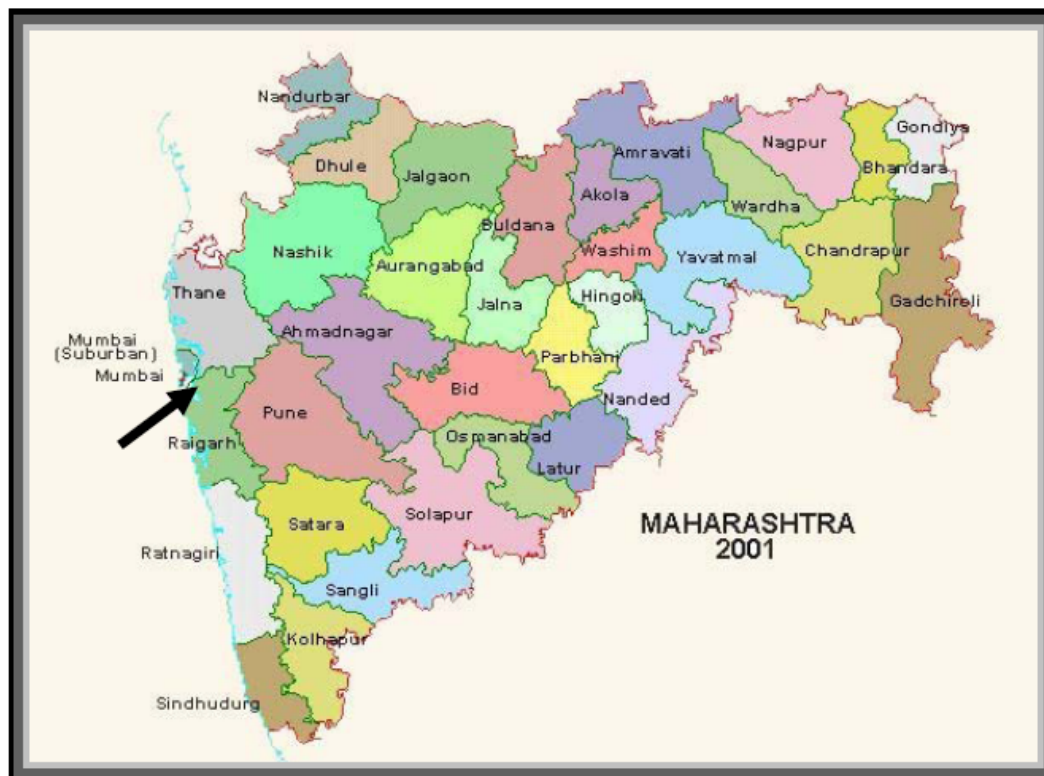 Nandurbar
Dhule
Jalgaon
Buldana
Akola
Amravati
Nagpur
Wardha
Bhandara
Gondiya
Nashik
Aurangabad
Jalna
Washim
Hingoli
Yavatmal
Chandrapur
Gadchiroli
Thane
Ahmadnagar
Mumbai
(Suburban)
Mumbai
Parbhani
Nanded
Bid
Pune
Raigarh
Osmanabad
Latur
Solapur
Satara
Ratnagiri
Sangli
Kolhapur
Sindhudurg
MAHARASHTRA
2001